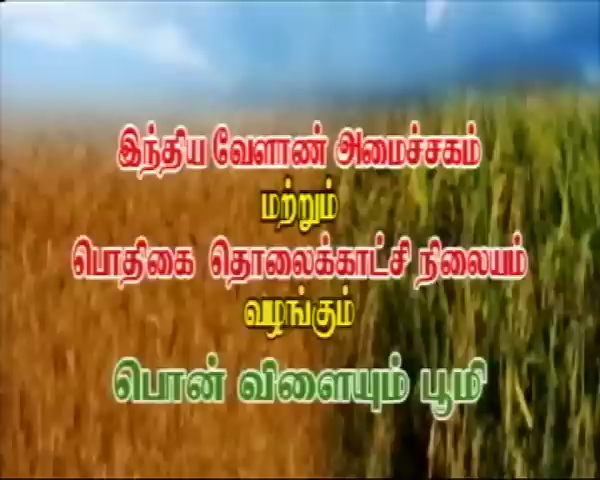 இந்திய வேளாண் அமைச்சகம்
மற்றும்
பொதிகை தொலைக்காட்சி நிலையம்
வழங்கும்
பொன் விளையும் பூமி